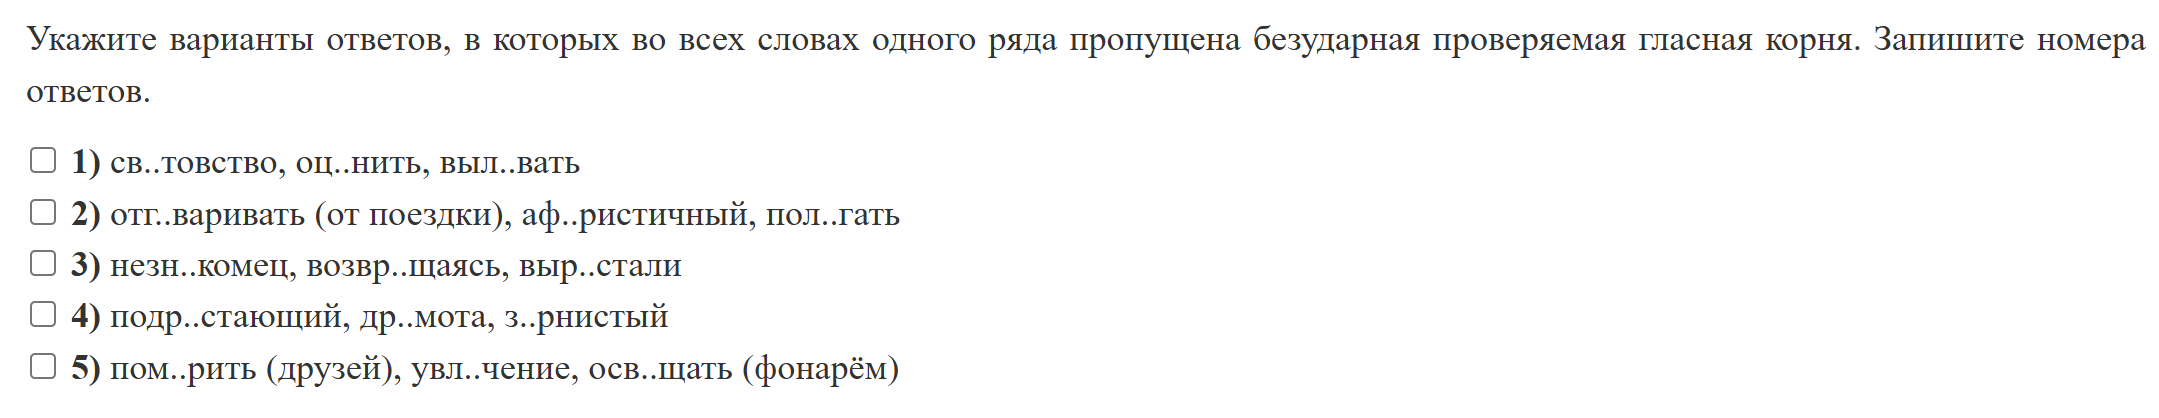 Укажите варианты ответов, в которых во всех словах одного ряда пропущена безударная проверяемая гласная корня. Запишите номера
ответов.
1) св..товство, оц..нить, выл..вать
2) отг..варивать (от поездки), аф..ристичный, пол..гать
3) незн..комец, возвр..щаясь, выр..стали
4) подр..стающий, др..мота, з..рнистый
5) пом..рить (друзей), увл..чение, осв..щать (фонарём)